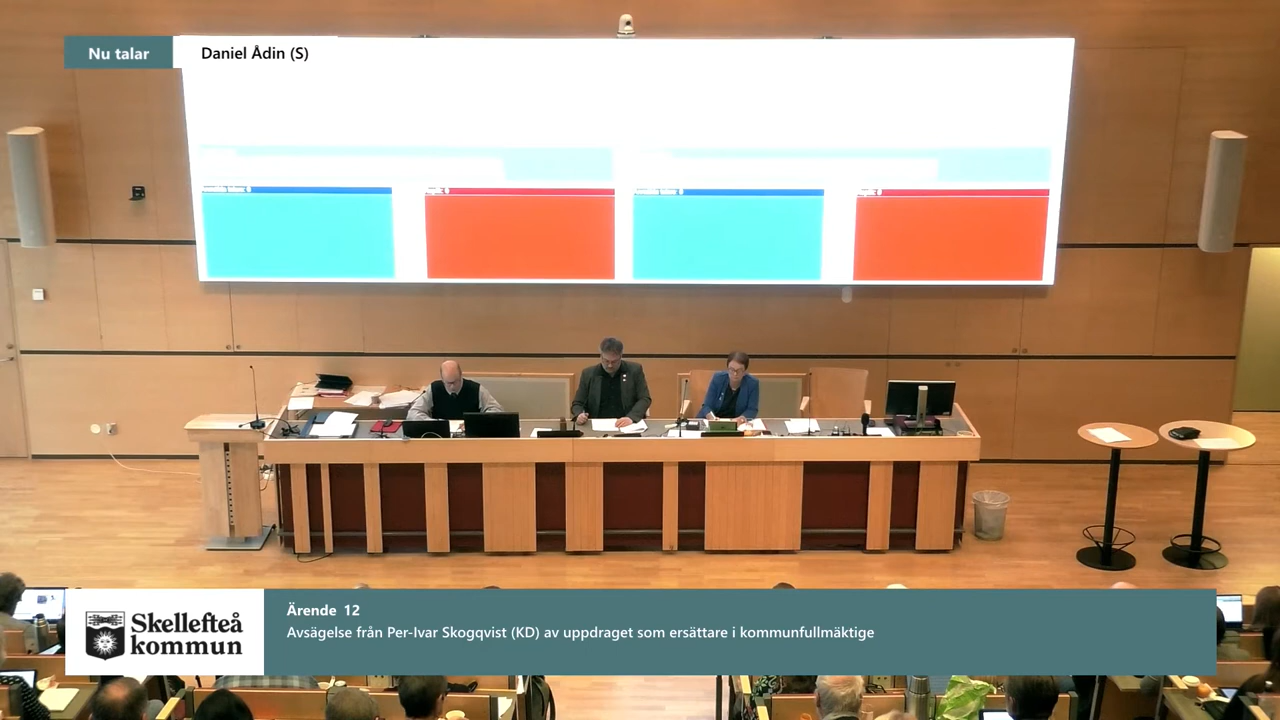 Nu talar
Daniel Ådin (S)
Ärende 12
Avsägelse från Per-Ivar Skogqvist (KD) av uppdraget som ersättare i kommunfullmäktige
Skellefteå
kommun